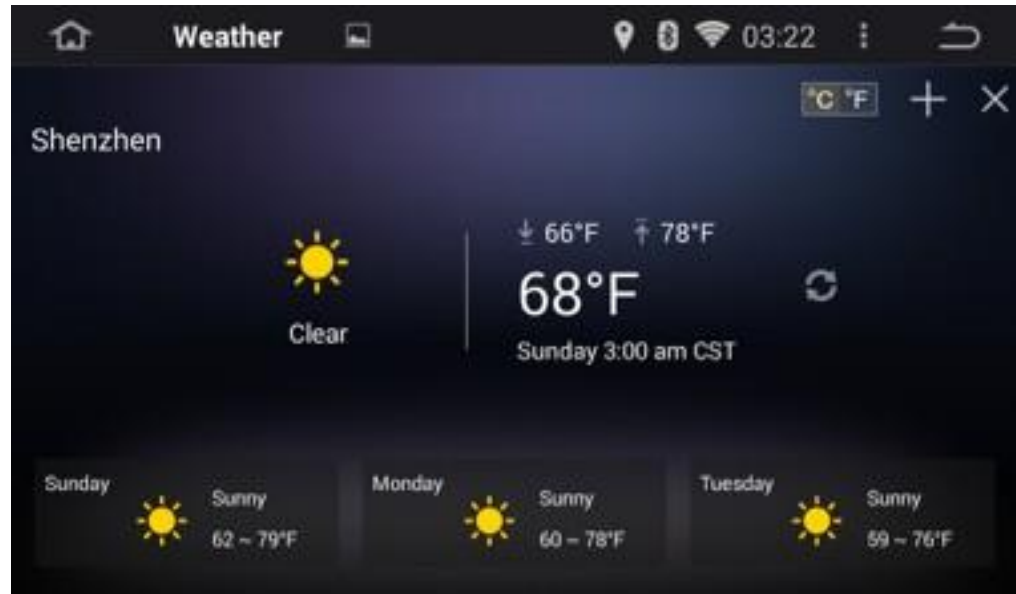 Weather 03:22
°C °F
Shenzhen
66°F 78°F
68°F
Clear
Sunday 3:00 am CST
Sunday
Sunny
62 ~ 79°F
Monday
Sunny
60 ~ 78°F
Tuesday
Sunny
59 ~ 76°F